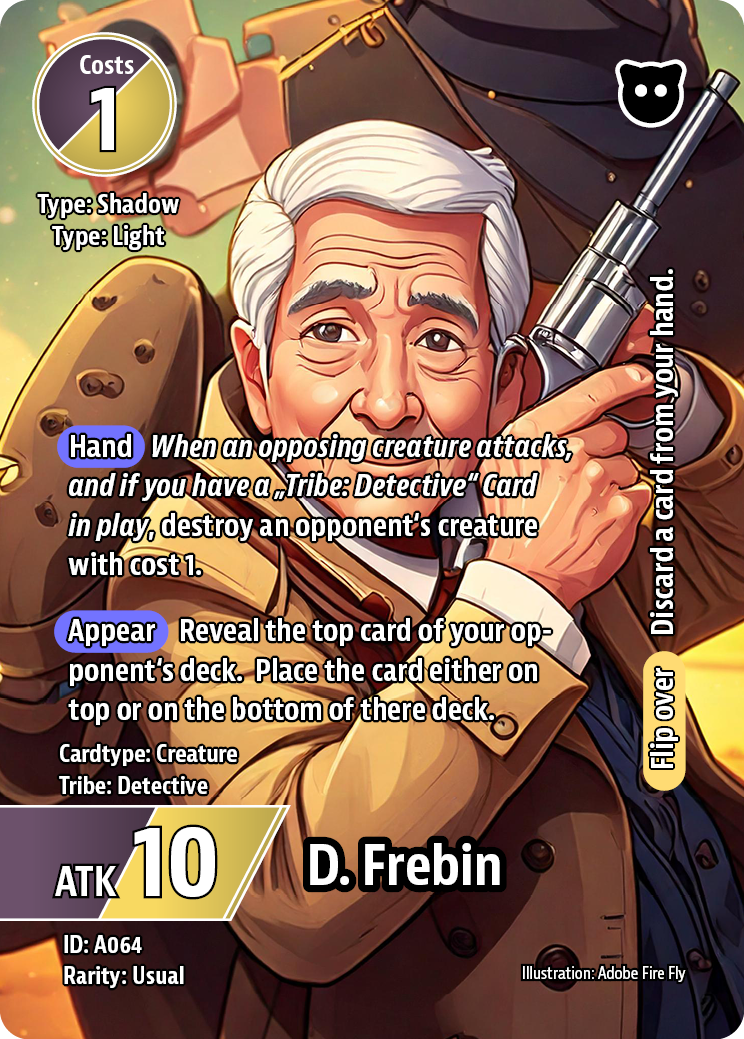 Costs
1
Type: Shadow
Type: Light
Hand When an opposing creature attacks,
and if you have a „Tribe: Detective“ Card
in play, destroy an opponent‘s creature
with cost 1.
Appear Reveal the top card of your op-
ponent‘s deck. Place the card either on
top or on the bottom of there deck.
Flip over Discard a card from your hand.
Cardtype: Creature
Tribe: Detective
ATK 10
D. Frebin
ID: A064
Rarity: Usual
Illustration: Adobe Fire Fly